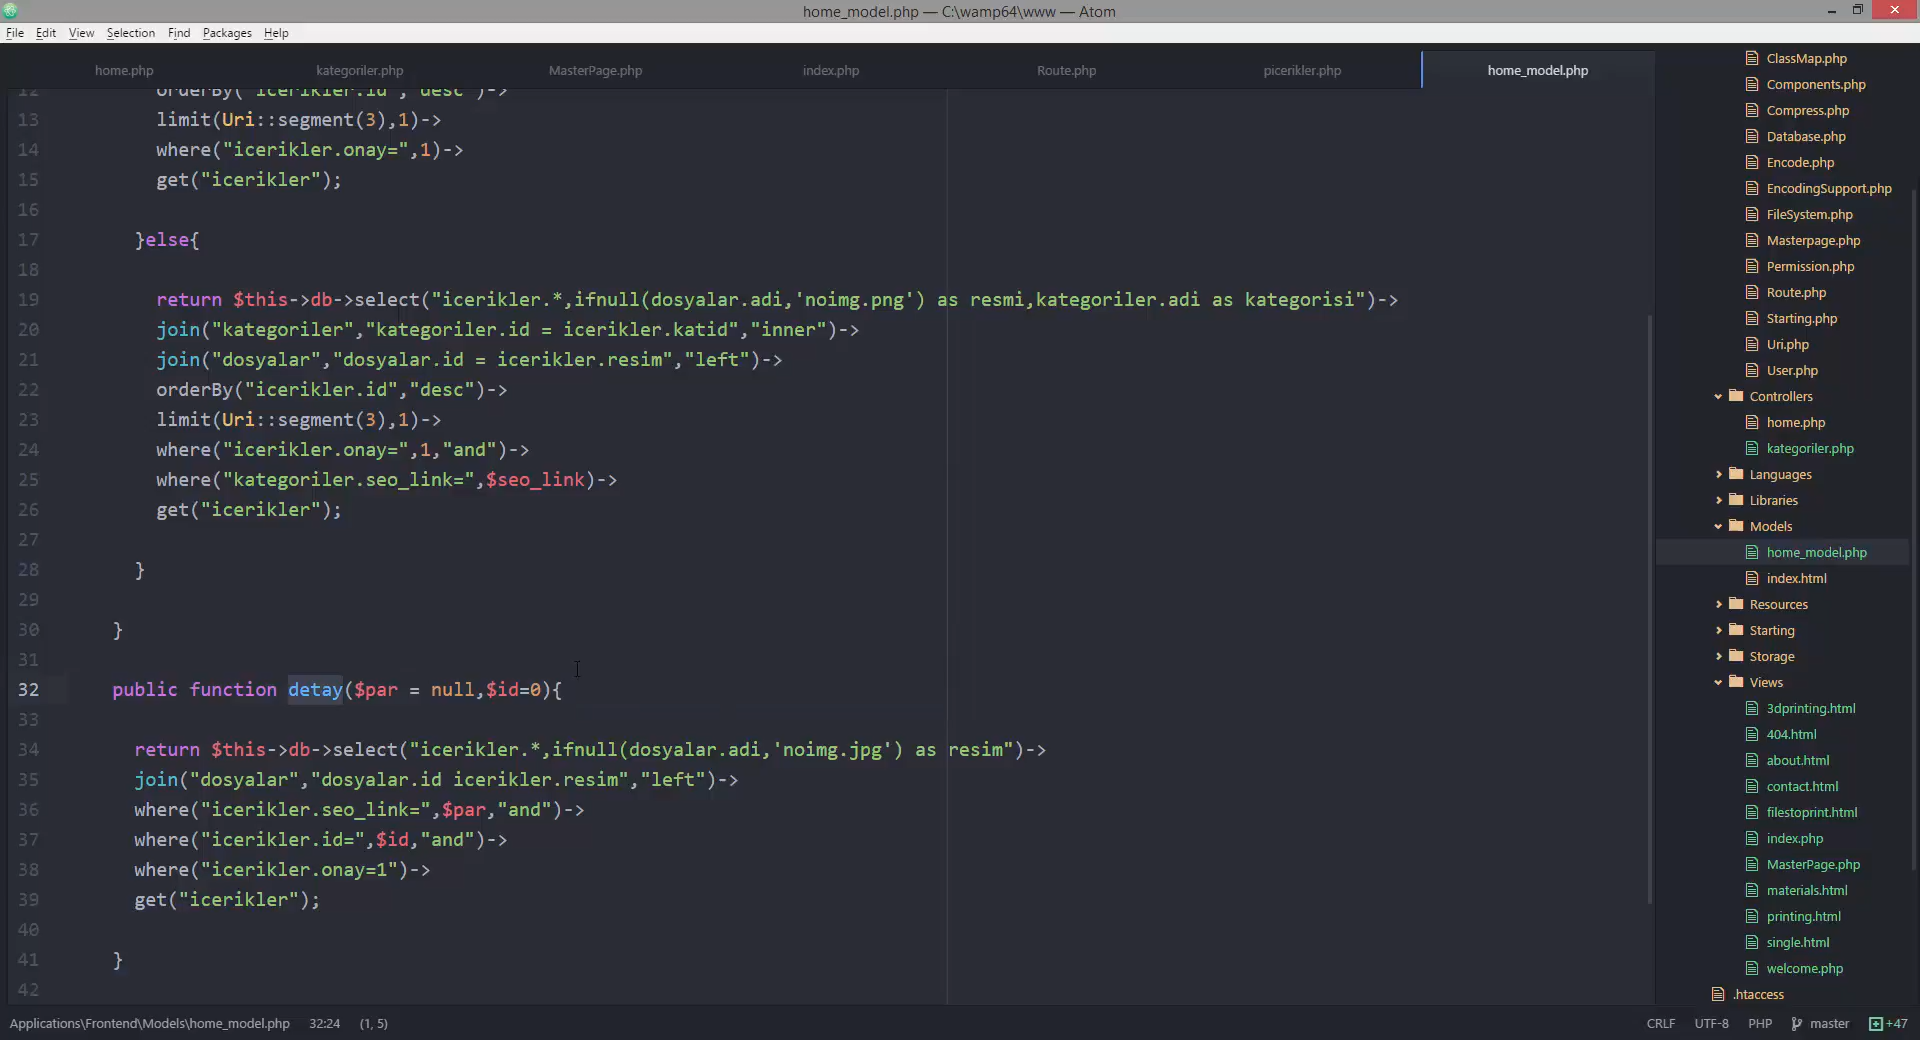 home_model.php — C:\wamp64\www — Atom
File Edit View Selection Find Packages Help
home.php kategoriler.php MasterPage.php index.php Route.php picerikler.php home_model.php
12 orderBy("icerikler.id","desc")->
13 limit(Uri::segment(3),1)->
14 where("icerikler.onay=",1)->
15 get("icerikler");
16
17 }else{
18
19 return $this->db->select("icerikler.*,ifnull(dosyalar.adi,'noimg.png') as resmi,kategoriler.adi as kategorisi")->
20 join("kategoriler","kategoriler.id = icerikler.katid","inner")->
21 join("dosyalar","dosyalar.id = icerikler.resim","left")->
22 orderBy("icerikler.id","desc")->
23 limit(Uri::segment(3),1)->
24 where("icerikler.onay=",1,"and")->
25 where("kategoriler.seo_link=",$seo_link)->
26 get("icerikler");
27
28 }
29
30 }
31
32 public function detay($par = null,$id=0){
33
34 return $this->db->select("icerikler.*,ifnull(dosyalar.adi,'noimg.jpg') as resim")->
35 join("dosyalar","dosyalar.id icerikler.resim","left")->
36 where("icerikler.seo_link=",$par,"and")->
37 where("icerikler.id=",$id,"and")->
38 where("icerikler.onay=1")->
39 get("icerikler");
40
41 }
42
ClassMap.php
Components.php
Compress.php
Database.php
Encode.php
EncodingSupport.php
FileSystem.php
Masterpage.php
Permission.php
Route.php
Starting.php
Uri.php
User.php
Controllers
home.php
kategoriler.php
Languages
Libraries
Models
home_model.php
index.html
Resources
Starting
Storage
Views
3dprinting.html
404.html
about.html
contact.html
filestoprint.html
index.php
MasterPage.php
materials.html
printing.html
single.html
welcome.php
.htaccess
Applications\Frontend\Models\home_model.php 32:24 (1, 5) CRLF UTF-8 PHP master +47